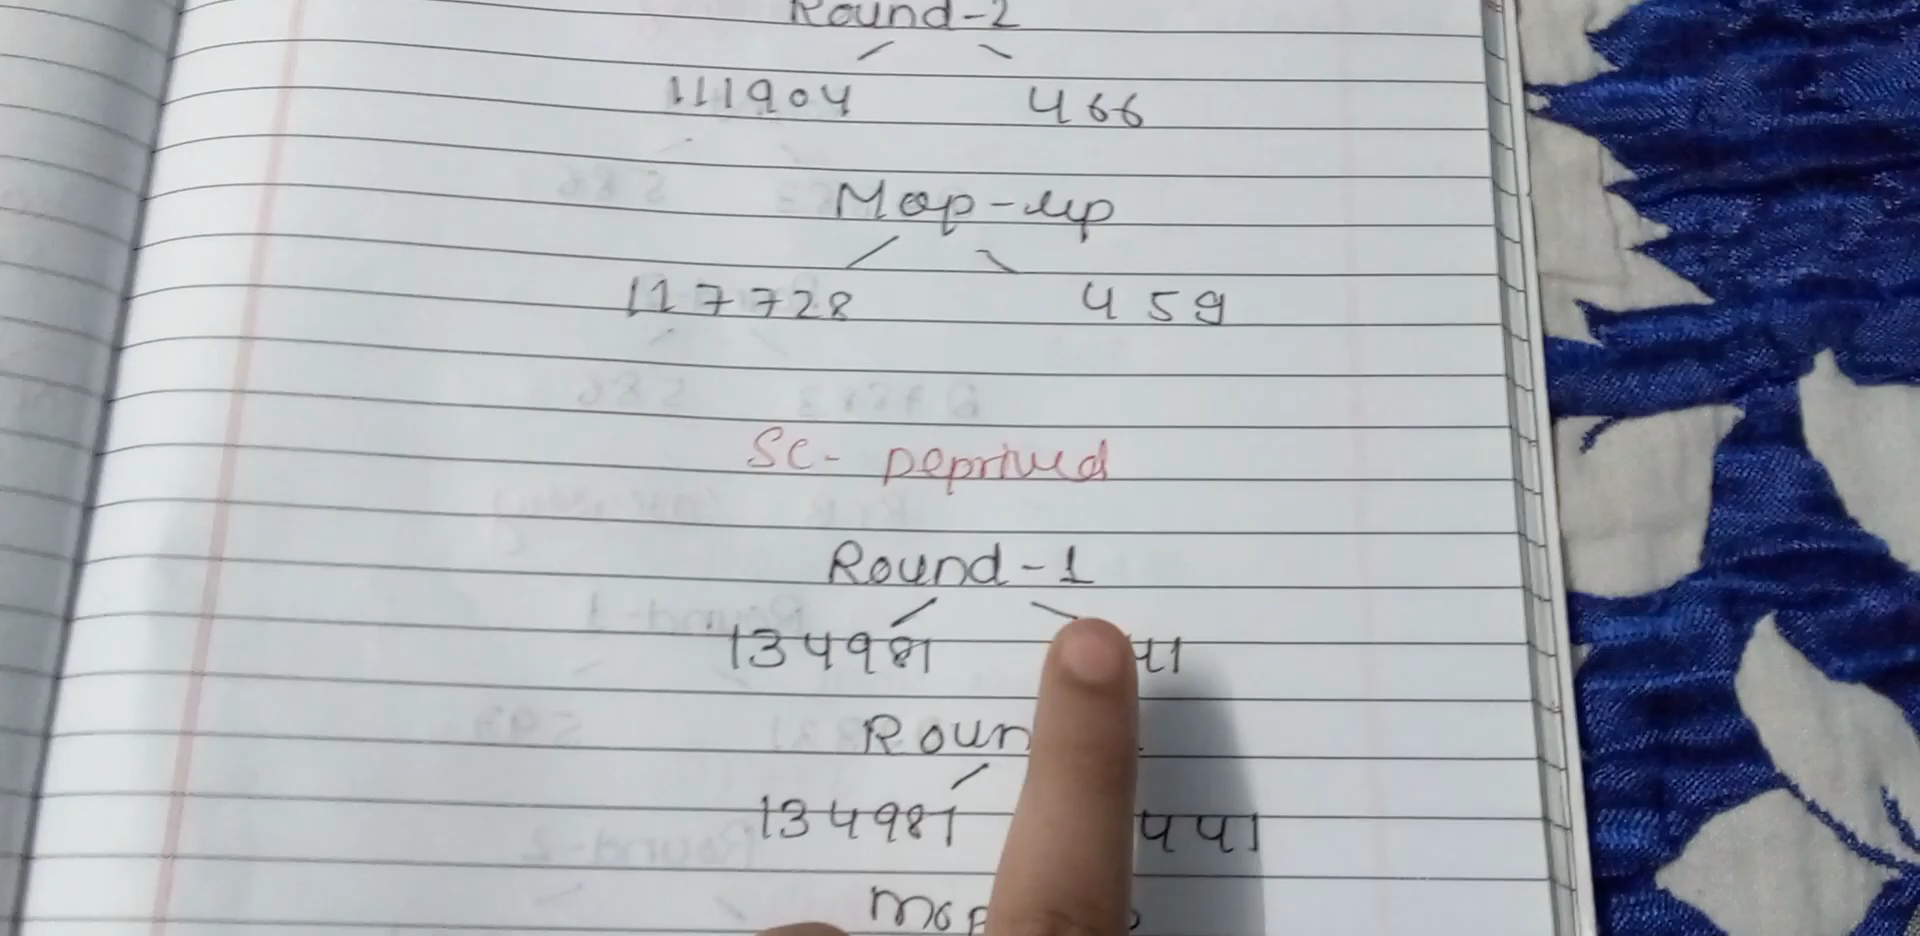 Round-2
111904 466
Mop-up
117728 459
SC- Deprived
Round-1
134981
134981 441